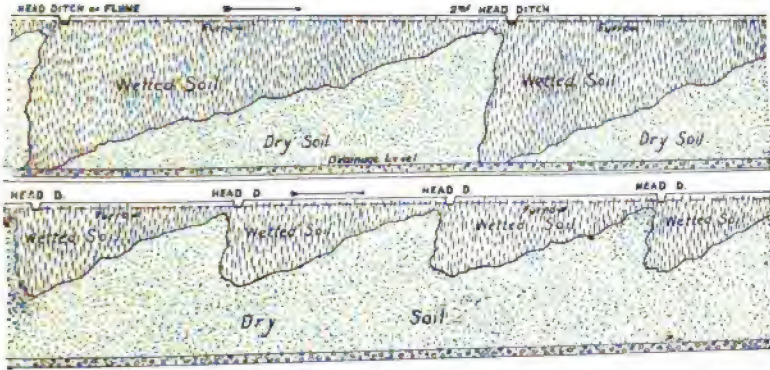 HEAD DITCH or FLUME 2nd HEAD DITCH
Furrow Furrow
Wetted Soil Wetted Soil
Dry Soil Dry Soil
Drainage Level
HEAD D. HEAD D. HEAD D. HEAD D.
Furrow Furrow
Wetted Soil Wetted Soil Wetted Soil Wetted Soil
Dry Soil